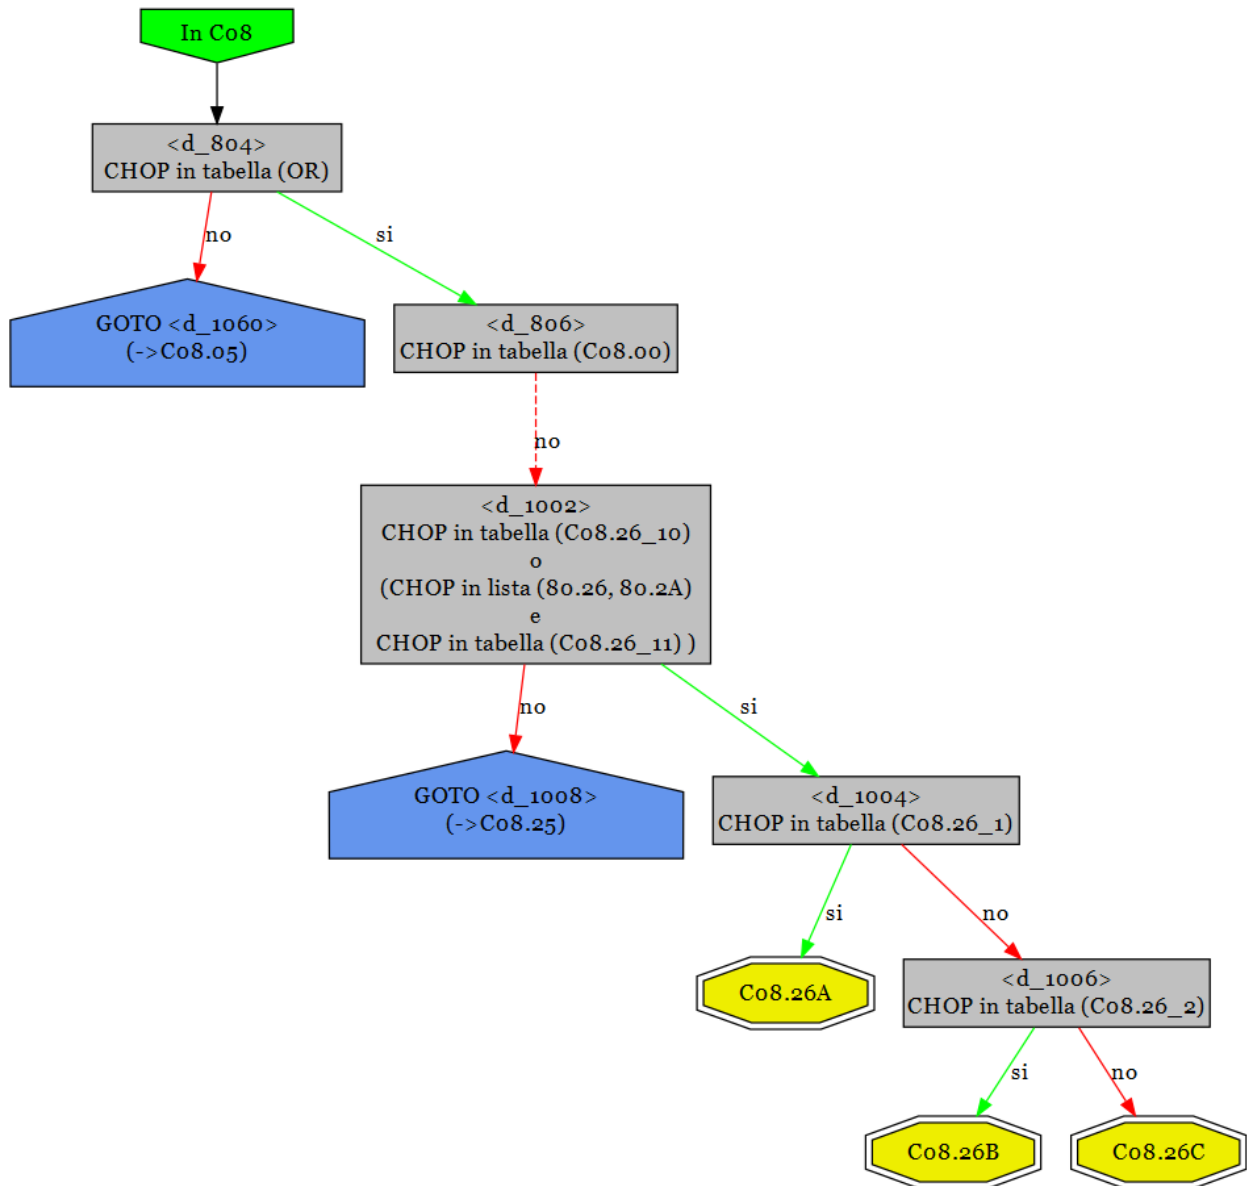 In C08
<d_804>
CHOP in tabella (OR)
no
si
GOTO <d_1060>
(->C08.05)
<d_806>
CHOP in tabella (C08.00)
no
<d_1002>
CHOP in tabella (C08.26_10)
o
(CHOP in lista (80.26, 80.2A)
e
CHOP in tabella (C08.26_11) )
no
si
GOTO <d_1008>
(->C08.25)
<d_1004>
CHOP in tabella (C08.26_1)
si
no
C08.26A
<d_1006>
CHOP in tabella (C08.26_2)
si
no
C08.26B
C08.26C